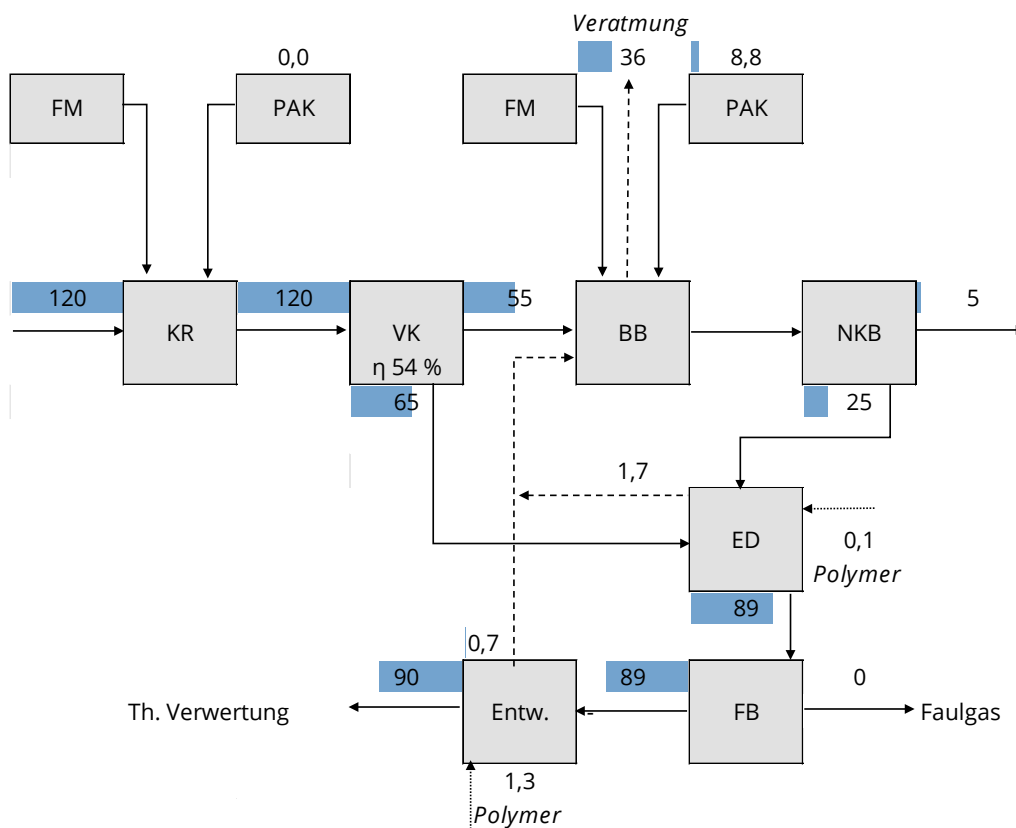 Veratmung
0,0
36
8,8
FM
PAK
FM
PAK
120
120
55
5
KR
VK
BB
NKB
η 54 %
65
25
1,7
ED
0,1
Polymer
89
0,7
90
89
0
Th. Verwertung
Entw.
-
FB
Faulgas
1,3
Polymer